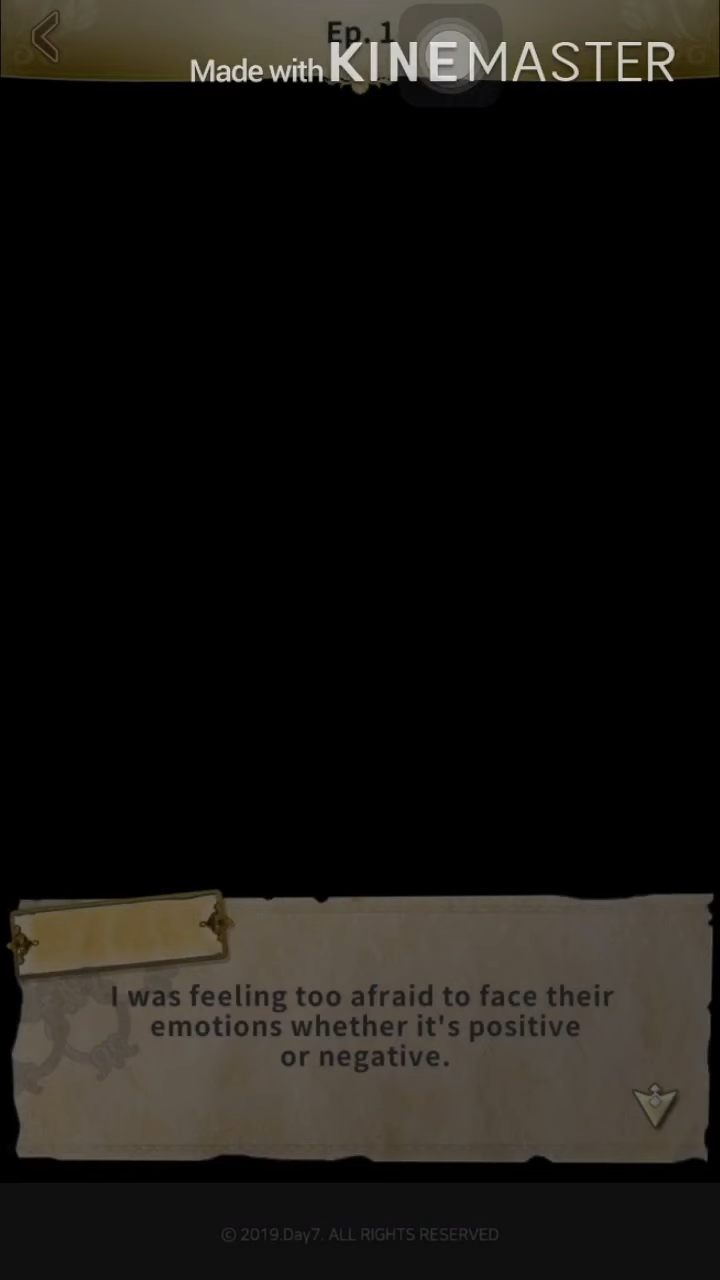 Ep. 1
Made with KINEMASTER
I was feeling too afraid to face their
emotions whether it's positive
or negative.
© 2019.Day7. ALL RIGHTS RESERVED